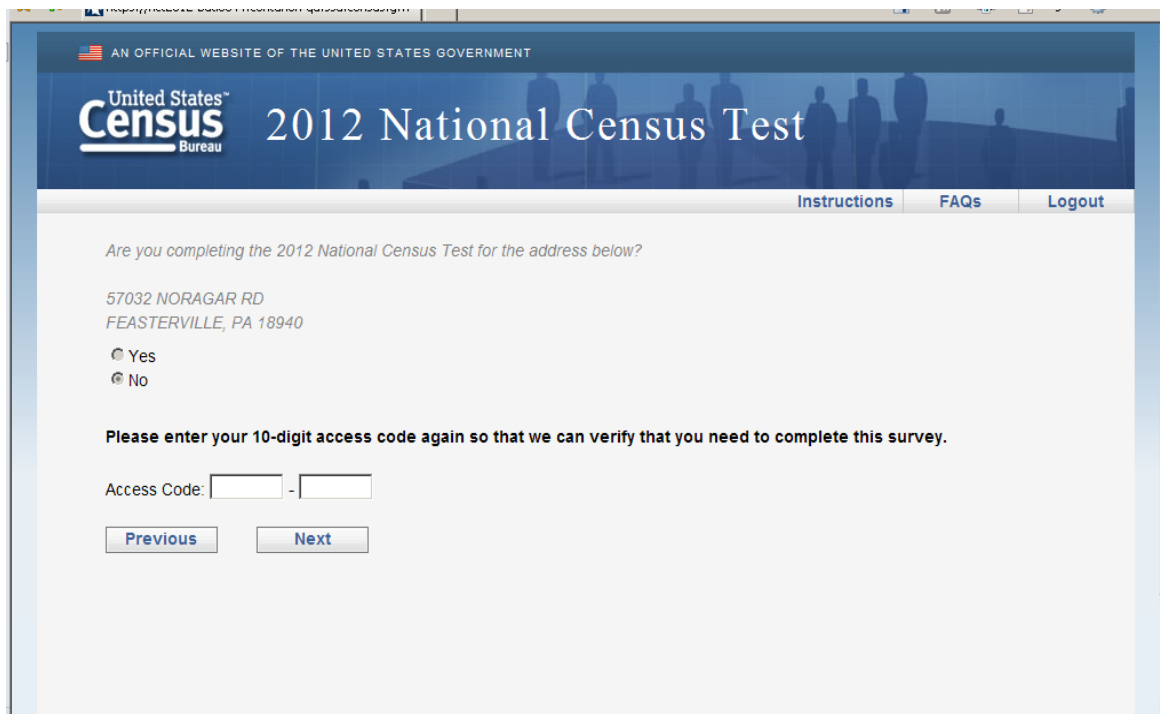 AN OFFICIAL WEBSITE OF THE UNITED STATES GOVERNMENT
United States™
Census
Bureau
2012 National Census Test
Instructions FAQs Logout
Are you completing the 2012 National Census Test for the address below?
57032 NORAGAR RD
FEASTERVILLE, PA 18940
Yes
No
Please enter your 10-digit access code again so that we can verify that you need to complete this survey.
Access Code: -
Previous Next